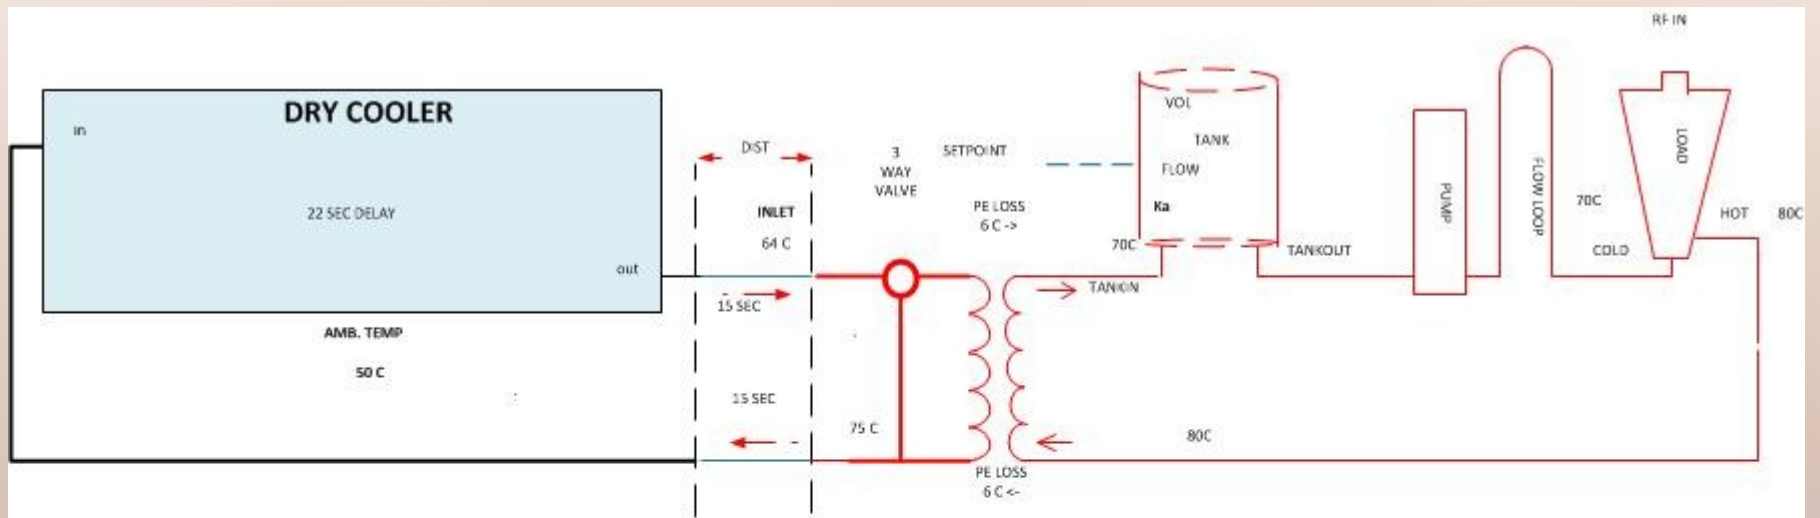 RF IN
DRY COOLER
in
22 SEC DELAY
out
AMB. TEMP
50 C
DIST
INLET
64 C
15 SEC
15 SEC
3
WAY
VALVE
75 C
SETPOINT
PE LOSS
6 C ->
PE LOSS
6 C <-
VOL
TANK
FLOW
Ka
70C
TANKIN
TANKOUT
80C
PUMP
FLOW LOOP
70C
COLD
LOAD
HOT
80C